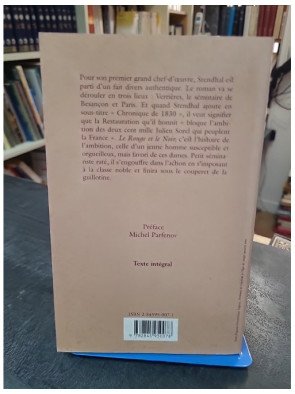 Pour son premier grand chef-d'œuvre, Stendhal est
parti d'un fait divers authentique. Le roman va se
dérouler en trois lieux : Verrières, le séminaire de
Besançon et Paris. Et quand Stendhal ajoute en
sous-titre « Chronique de 1830 », il veut signifier
que la Restauration qu'il honnit « bloque l'ambi-
tion des deux cent mille Julien Sorel qui peuplent
la France ». Le Rouge et le Noir, c'est l'histoire de
l'ambition, celle d'un jeune homme susceptible et
orgueilleux, mais favori de ces dames. Petit sémina-
riste raté, il s'engouffre dans l'action en s'imposant
à la classe noble et finira sous le couperet de la
guillotine.
Préface
Michel Parfenov
Texte intégral